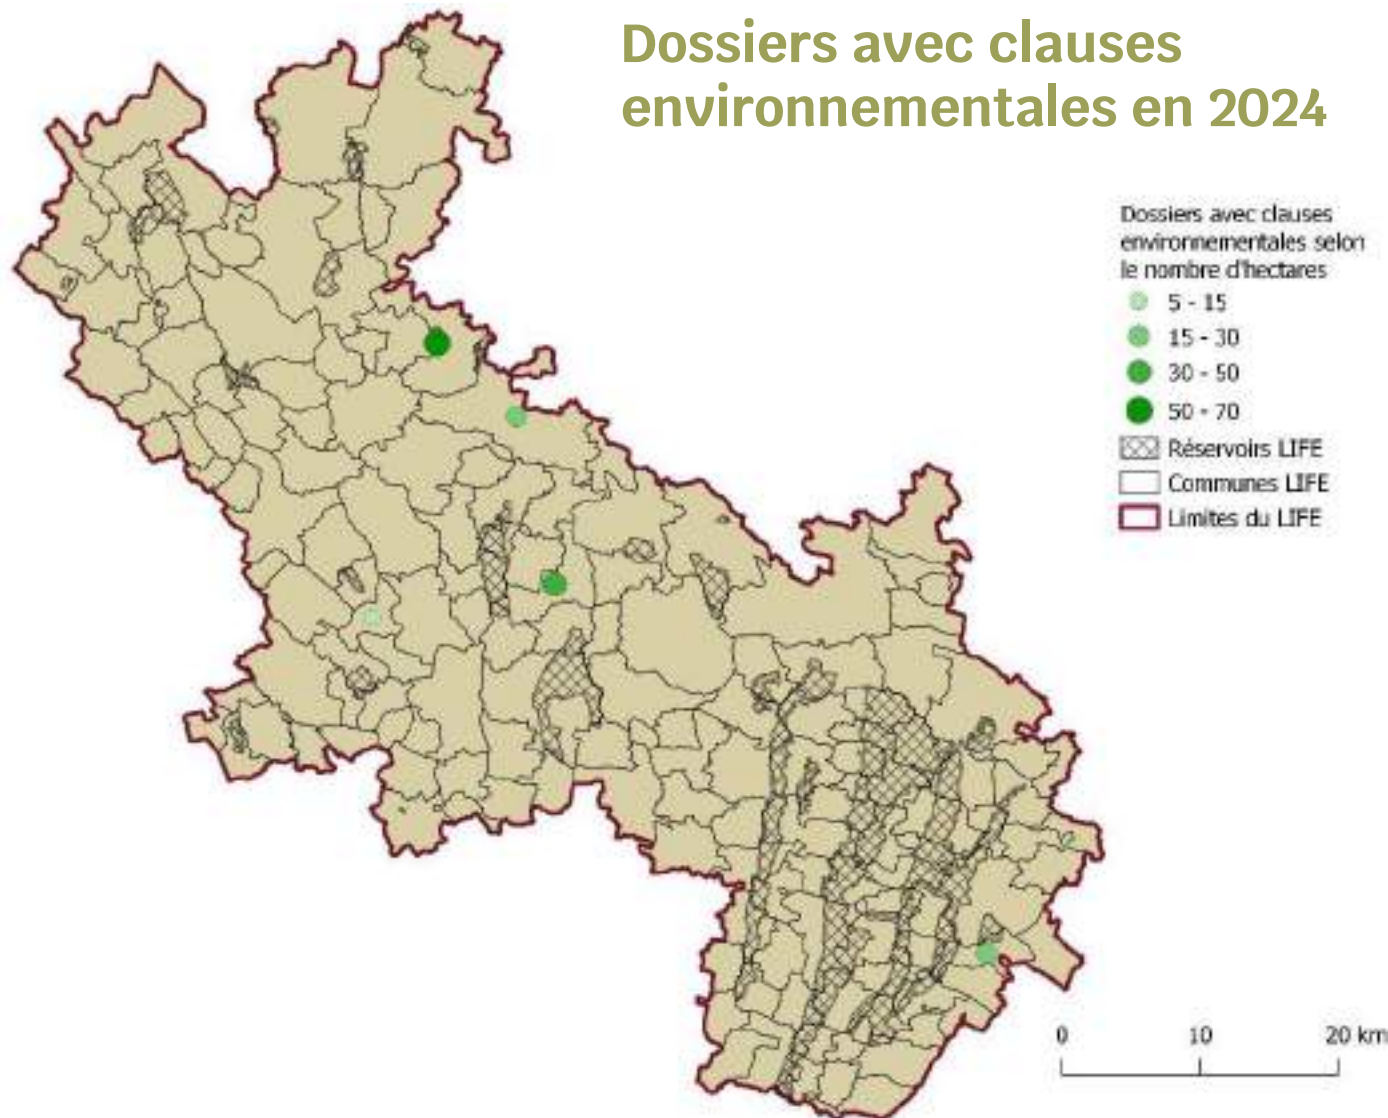 Dossiers avec clauses
environnementales en 2024
Dossiers avec clauses
environnementales selon
le nombre d'hectares
5 - 15
15 - 30
30 - 50
50 - 70
Réservoirs LIFE
Communes LIFE
Limites du LIFE
0 10 20 km